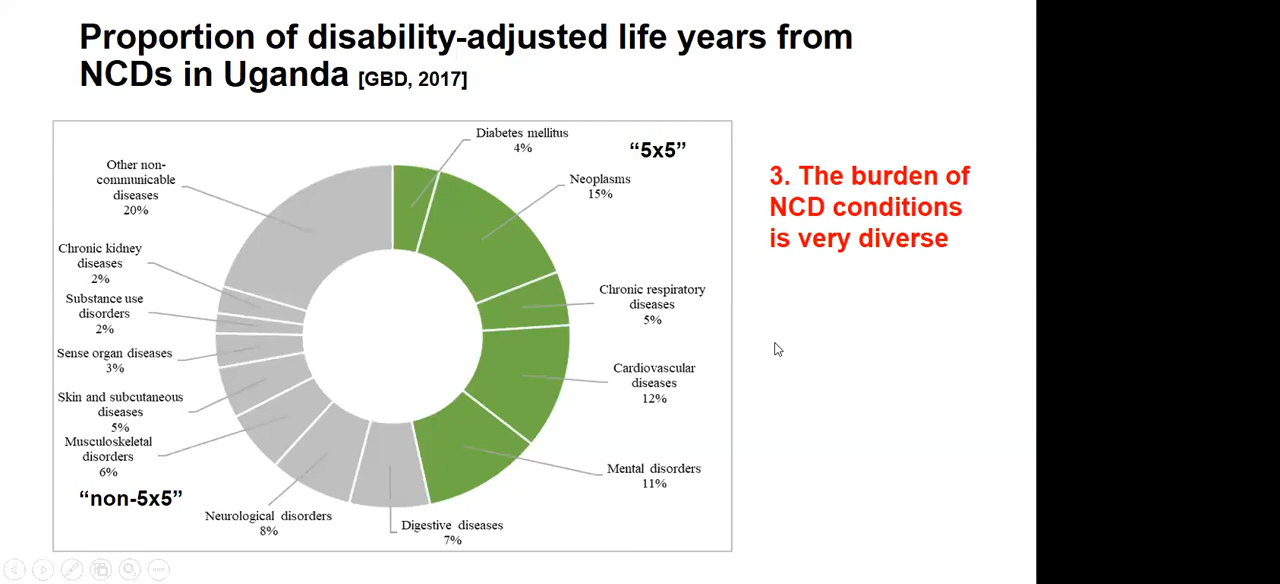 Proportion of disability-adjusted life years from
NCDs in Uganda [GBD, 2017]
Diabetes mellitus
4%
“5x5”
Neoplasms
15%
Chronic respiratory
diseases
5%
Cardiovascular
diseases
12%
Mental disorders
11%
Digestive diseases
7%
Neurological disorders
8%
“non-5x5”
Musculoskeletal
disorders
6%
Skin and subcutaneous
diseases
5%
Sense organ diseases
3%
Substance use
disorders
2%
Chronic kidney
diseases
2%
Other non-
communicable
diseases
20%
3. The burden of
NCD conditions
is very diverse